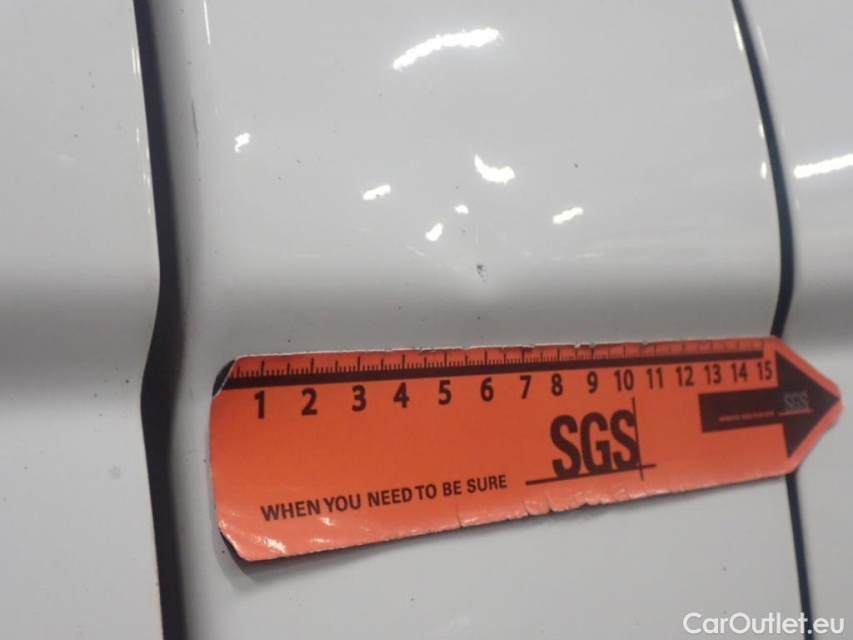 1 2 3 4 5 6 7 8 9 10 11 12 13 14 15
SGS
SGS
WHEN YOU NEED TO BE SURE
CarOutlet.eu